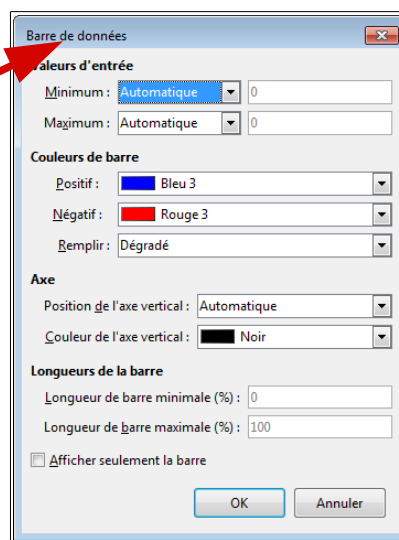 Barre de données
Valeurs d'entrée
Minimum : Automatique 0
Maximum : Automatique 0
Couleurs de barre
Positif : Bleu 3
Négatif : Rouge 3
Remplir : Dégradé
Axe
Position de l'axe vertical : Automatique
Couleur de l'axe vertical : Noir
Longueurs de la barre
Longueur de barre minimale (%) : 0
Longueur de barre maximale (%) : 100
Afficher seulement la barre
OK Annuler